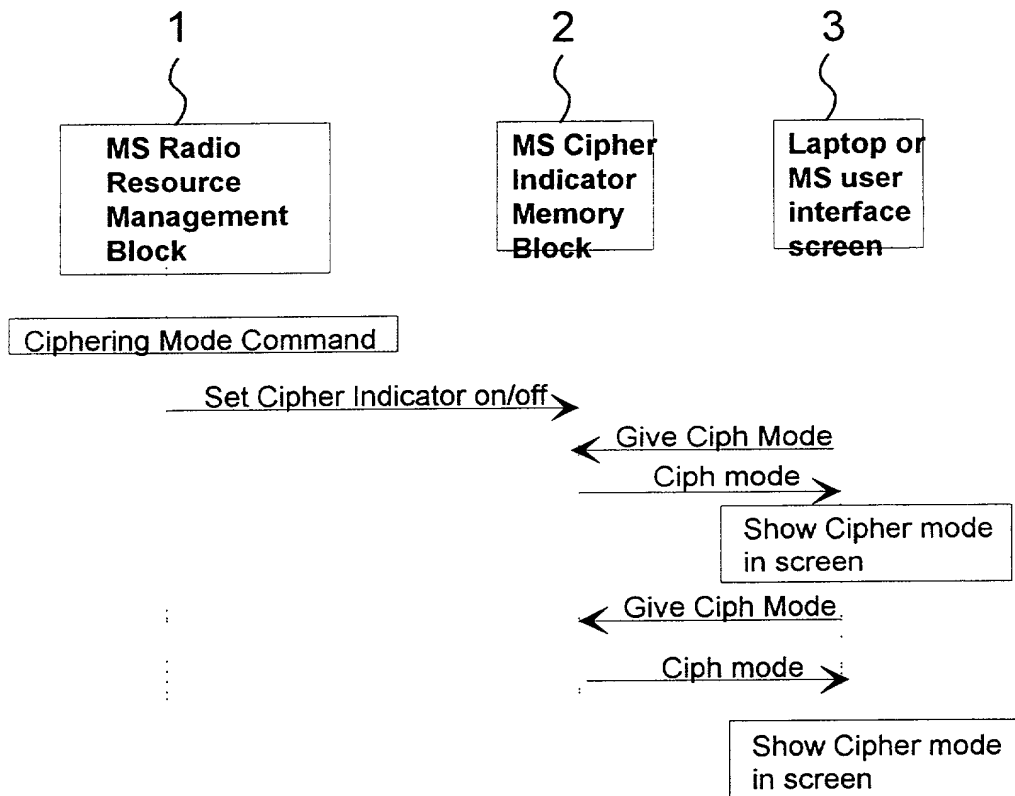 1
2
3
MS Radio
Resource
Management
Block
MS Cipher
Indicator
Memory
Block
Laptop or
MS user
interface
screen
Ciphering Mode Command
Set Cipher Indicator on/off
Give Ciph Mode
Ciph mode
Show Cipher mode
in screen
Give Ciph Mode
Ciph mode
Show Cipher mode
in screen